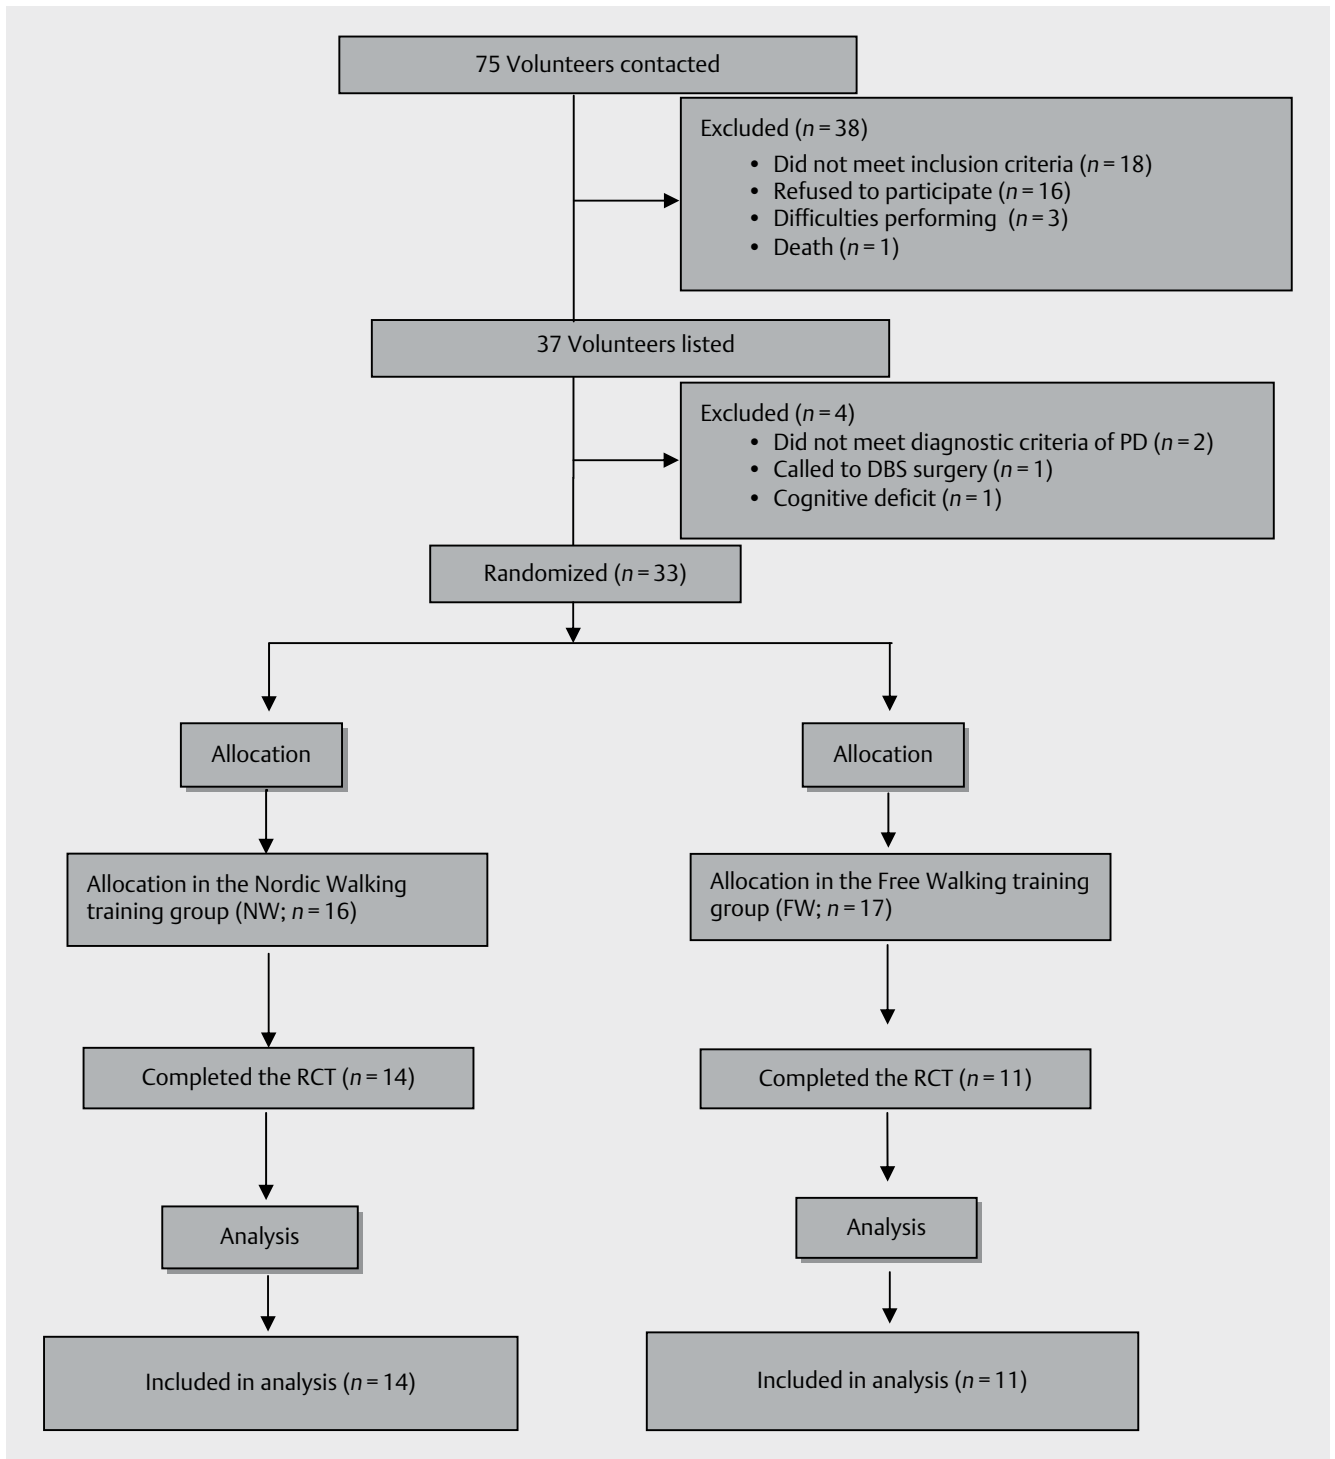 75 Volunteers contacted
Excluded (n = 38)
• Did not meet inclusion criteria (n = 18)
• Refused to participate (n = 16)
• Difficulties performing (n = 3)
• Death (n = 1)
37 Volunteers listed
Excluded (n = 4)
• Did not meet diagnostic criteria of PD (n = 2)
• Called to DBS surgery (n = 1)
• Cognitive deficit (n = 1)
Randomized (n = 33)
Allocation
Allocation
Allocation in the Nordic Walking
training group (NW; n = 16)
Allocation in the Free Walking training
group (FW; n = 17)
Completed the RCT (n = 14)
Completed the RCT (n = 11)
Analysis
Analysis
Included in analysis (n = 14)
Included in analysis (n = 11)